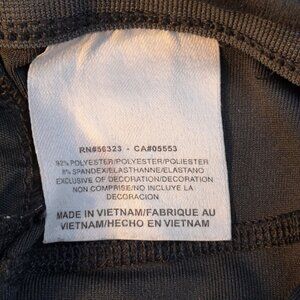 RN#56323 - CA#05553
92% POLYESTER/POLYESTER/POLIESTER
8% SPANDEX/ELASTHANNE/ELASTANO
EXCLUSIVE OF DECORATION/DECORATION
NON COMPRISE/NO INCLUYE LA
DECORACION
MADE IN VIETNAM/FABRIQUE AU
VIETNAM/HECHO EN VIETNAM